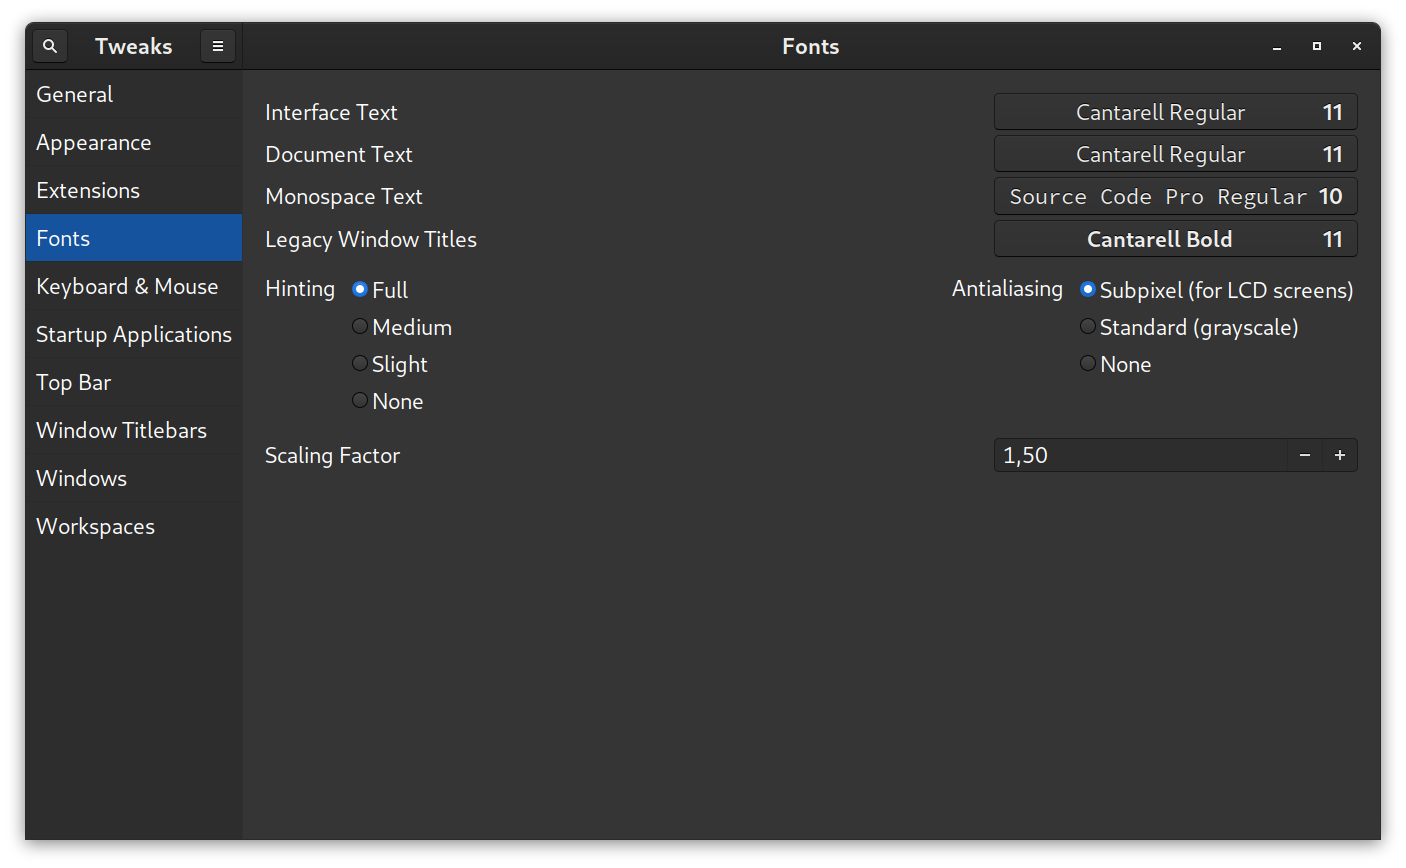 Tweaks
Fonts
General
Appearance
Extensions
Fonts
Keyboard & Mouse
Startup Applications
Top Bar
Window Titlebars
Windows
Workspaces
Interface Text Cantarell Regular 11
Document Text Cantarell Regular 11
Monospace Text Source Code Pro Regular 10
Legacy Window Titles Cantarell Bold 11
Hinting Full
Medium
Slight
None
Antialiasing Subpixel (for LCD screens)
Standard (grayscale)
None
Scaling Factor 1,50 − +